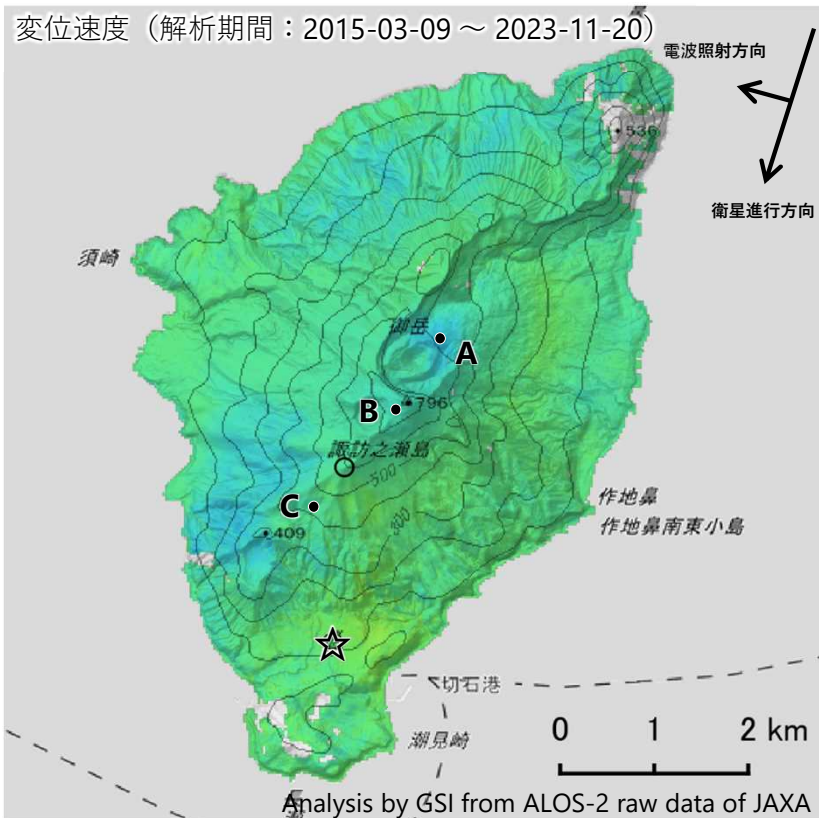 変位速度（解析期間：2015-03-09 ～ 2023-11-20）
電波照射方向
536
衛星進行方向
須崎
御岳
A
B
796
諏訪之瀬島
500
C
作地鼻
300
409
作地鼻南東小島
切石港
潮見崎
0 1 2 km
Analysis by GSI from ALOS-2 raw data of JAXA